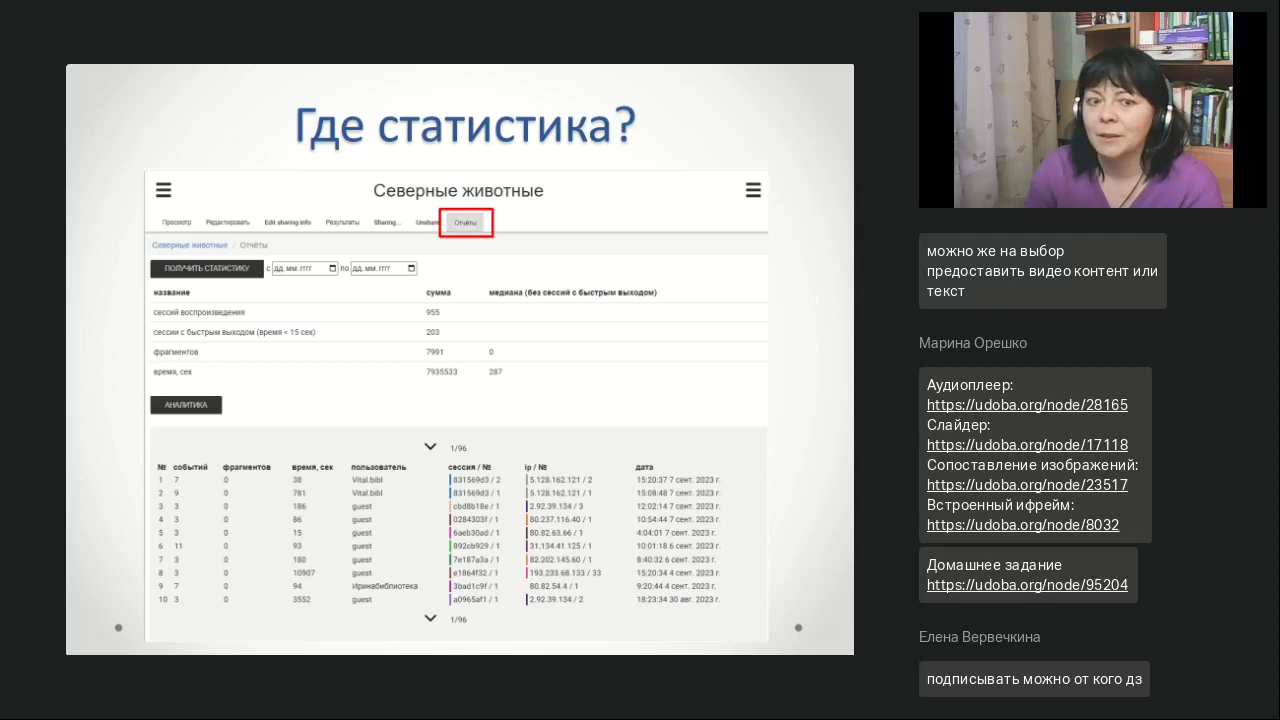 Где статистика?
Северные животные
Просмотр Редактировать Edit sharing info Результаты Sharing... Unshare Отчёты
Северные животные / Отчёты
ПОЛУЧИТЬ СТАТИСТИКУ с дд.мм.гггг по дд.мм.гггг
название сумма медиана (без сессий с быстрым выходом)
сессий воспроизведения 955
сессии с быстрым выходом (время < 15 сек) 203
фрагментов 7991 0
время, сек 7935533 287
АНАЛИТИКА
1/96
№ событий фрагментов время, сек пользователь сессия / № ip / № дата
1 7 0 38 Vital.bibl 831569d3 / 2 5.128.162.121 / 2 15:20:37 7 сент. 2023 г.
2 9 0 781 Vital.bibl 831569d3 / 1 5.128.162.121 / 1 15:08:48 7 сент. 2023 г.
3 3 0 186 guest cbd8b18e / 1 2.92.39.134 / 3 12:02:14 7 сент. 2023 г.
4 3 0 86 guest 0284303f / 1 80.237.116.40 / 1 10:54:44 7 сент. 2023 г.
5 3 0 15 guest 6aeb30ad / 1 80.82.63.66 / 1 4:04:01 7 сент. 2023 г.
6 11 0 93 guest 892cb929 / 1 31.134.41.125 / 1 10:01:18 6 сент. 2023 г.
7 3 0 180 guest 7e187a3a / 1 82.202.145.60 / 1 8:40:32 6 сент. 2023 г.
8 3 0 10907 guest e1864f32 / 1 193.233.68.133 / 33 15:20:34 4 сент. 2023 г.
9 7 0 94 Иринабиблиотека 3bad1c9f / 1 80.82.54.4 / 1 9:20:44 4 сент. 2023 г.
10 3 0 3552 guest a0965af1 / 1 2.92.39.134 / 2 18:23:34 30 авг. 2023 г.
1/96
можно же на выбор
предоставить видео контент или
текст
Марина Орешко
Аудиоплеер:
https://udoba.org/node/28165
Слайдер:
https://udoba.org/node/17118
Сопоставление изображений:
https://udoba.org/node/23517
Встроенный ифрейм:
https://udoba.org/node/8032
Домашнее задание
https://udoba.org/node/95204
Елена Вервечкина
подписывать можно от кого дз